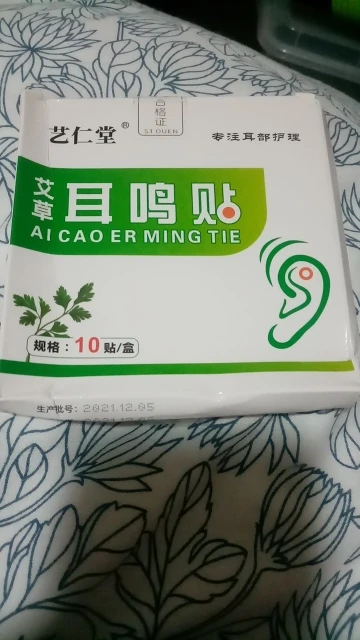 合格证
SIDUEN
艺仁堂®
专注耳部护理
艾草
耳鸣贴
AI CAO ER MING TIE
规格：10贴/盒
生产批号：2021.12.05